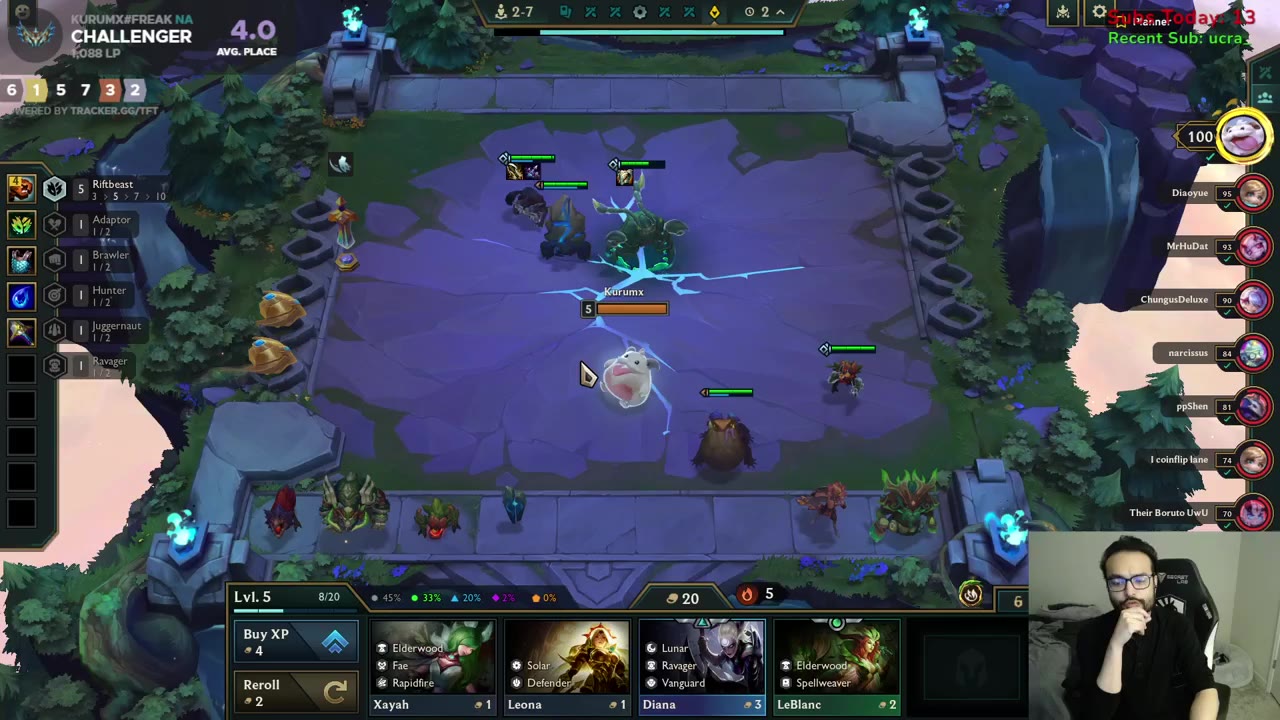 KURUMX#FREAK NA
CHALLENGER
1,088 LP
4.0
AVG. PLACE
6 1 5 7 3 2
POWERED BY TRACKER.GG/TFT
2-7
2
Subs Today: 13
Planner
Recent Sub: ucra
4
5 Riftbeast
3 > 5 > 7 > 10
1 Adaptor
1 / 2
1 Brawler
1 / 2
1 Hunter
1 / 2
1 Juggernaut
1 / 2
1 Ravager
1 / 2
Kurumx
5
100
Diaoyue 95
MrHuDat 93
ChungusDeluxe 90
narcissus 84
ppShen 81
I coinflip lane 74
Their Boruto UwU 70
Lvl. 5 8/20
45% 33% 20% 2% 0%
20
5
6
Buy XP
4
Reroll
2
Elderwood
Fae
Rapidfire
Xayah 1
Solar
Defender
Leona 1
Lunar
Ravager
Vanguard
Diana 3
Elderwood
Spellweaver
LeBlanc 2
SECRET LAB